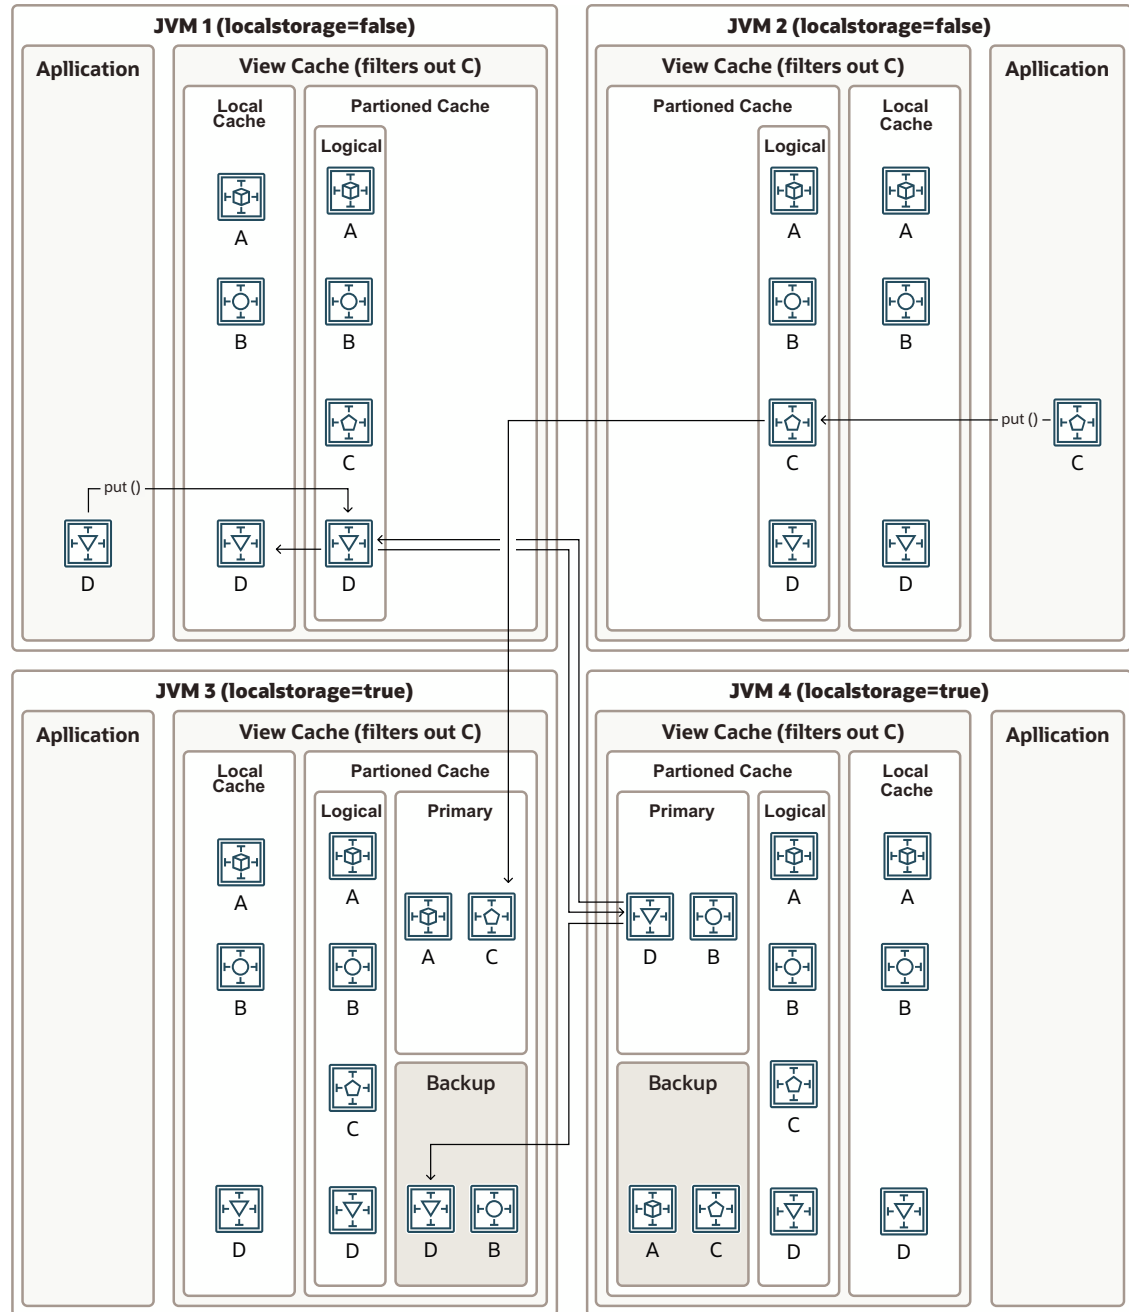 JVM 1 (localstorage=false)
Apllication
View Cache (filters out C)
Local
Cache
Partioned Cache
Logical
A
A
B
B
C
put ()
D
D
D
JVM 2 (localstorage=false)
View Cache (filters out C)
Apllication
Partioned Cache
Local
Cache
Logical
A
A
B
B
put ()
C
C
D
D
JVM 3 (localstorage=true)
Apllication
View Cache (filters out C)
Local
Cache
Partioned Cache
Logical
Primary
A
A
A
C
B
B
C
Backup
D
D
D
B
JVM 4 (localstorage=true)
View Cache (filters out C)
Apllication
Partioned Cache
Local
Cache
Primary
Logical
A
A
D
B
B
B
Backup
C
A
C
D
D